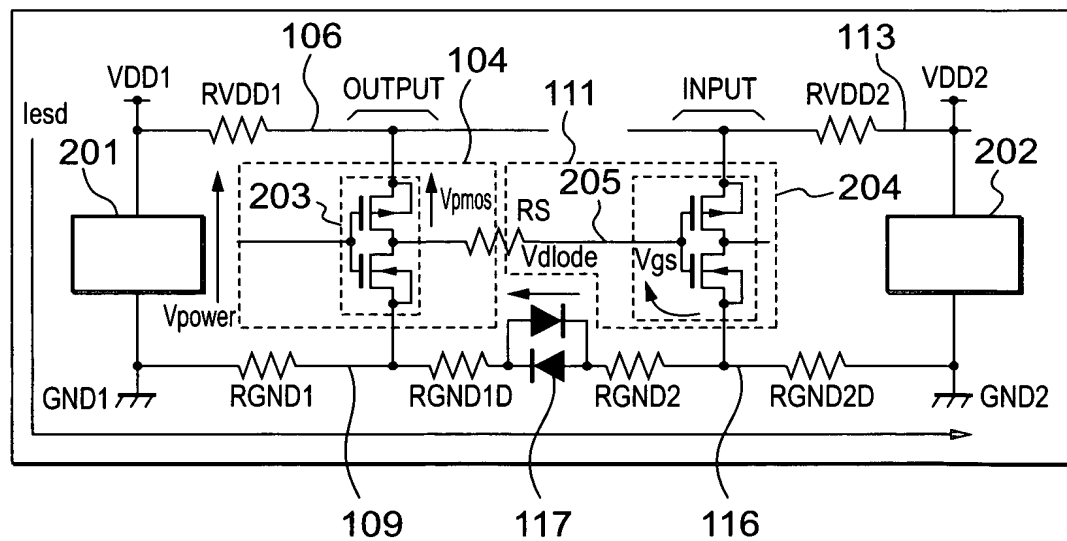 106
113
104
VDD1
RVDD1
OUTPUT
111
INPUT
RVDD2
VDD2
Iesd
201
203
Vpmos
RS
205
204
202
Vdlode
Vgs
Vpower
GND1
RGND1
RGND1D
RGND2
RGND2D
GND2
109
117
116